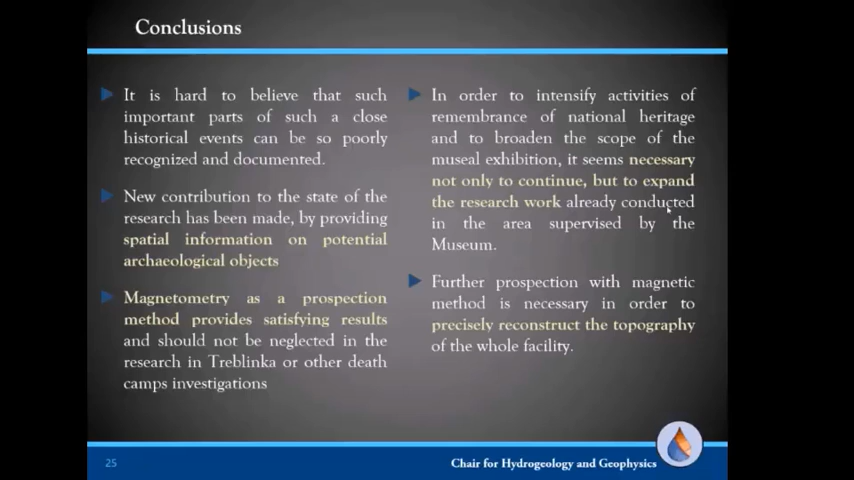 Conclusions
It is hard to believe that such
important parts of such a close
historical events can be so poorly
recognized and documented.
New contribution to the state of the
research has been made, by providing
spatial information on potential
archaeological objects
Magnetometry as a prospection
method provides satisfying results
and should not be neglected in the
research in Treblinka or other death
camps investigations
In order to intensify activities of
remembrance of national heritage
and to broaden the scope of the
museal exhibition, it seems necessary
not only to continue, but to expand
the research work already conducted
in the area supervised by the
Museum.
Further prospection with magnetic
method is necessary in order to
precisely reconstruct the topography
of the whole facility.
25
Chair for Hydrogeology and Geophysics